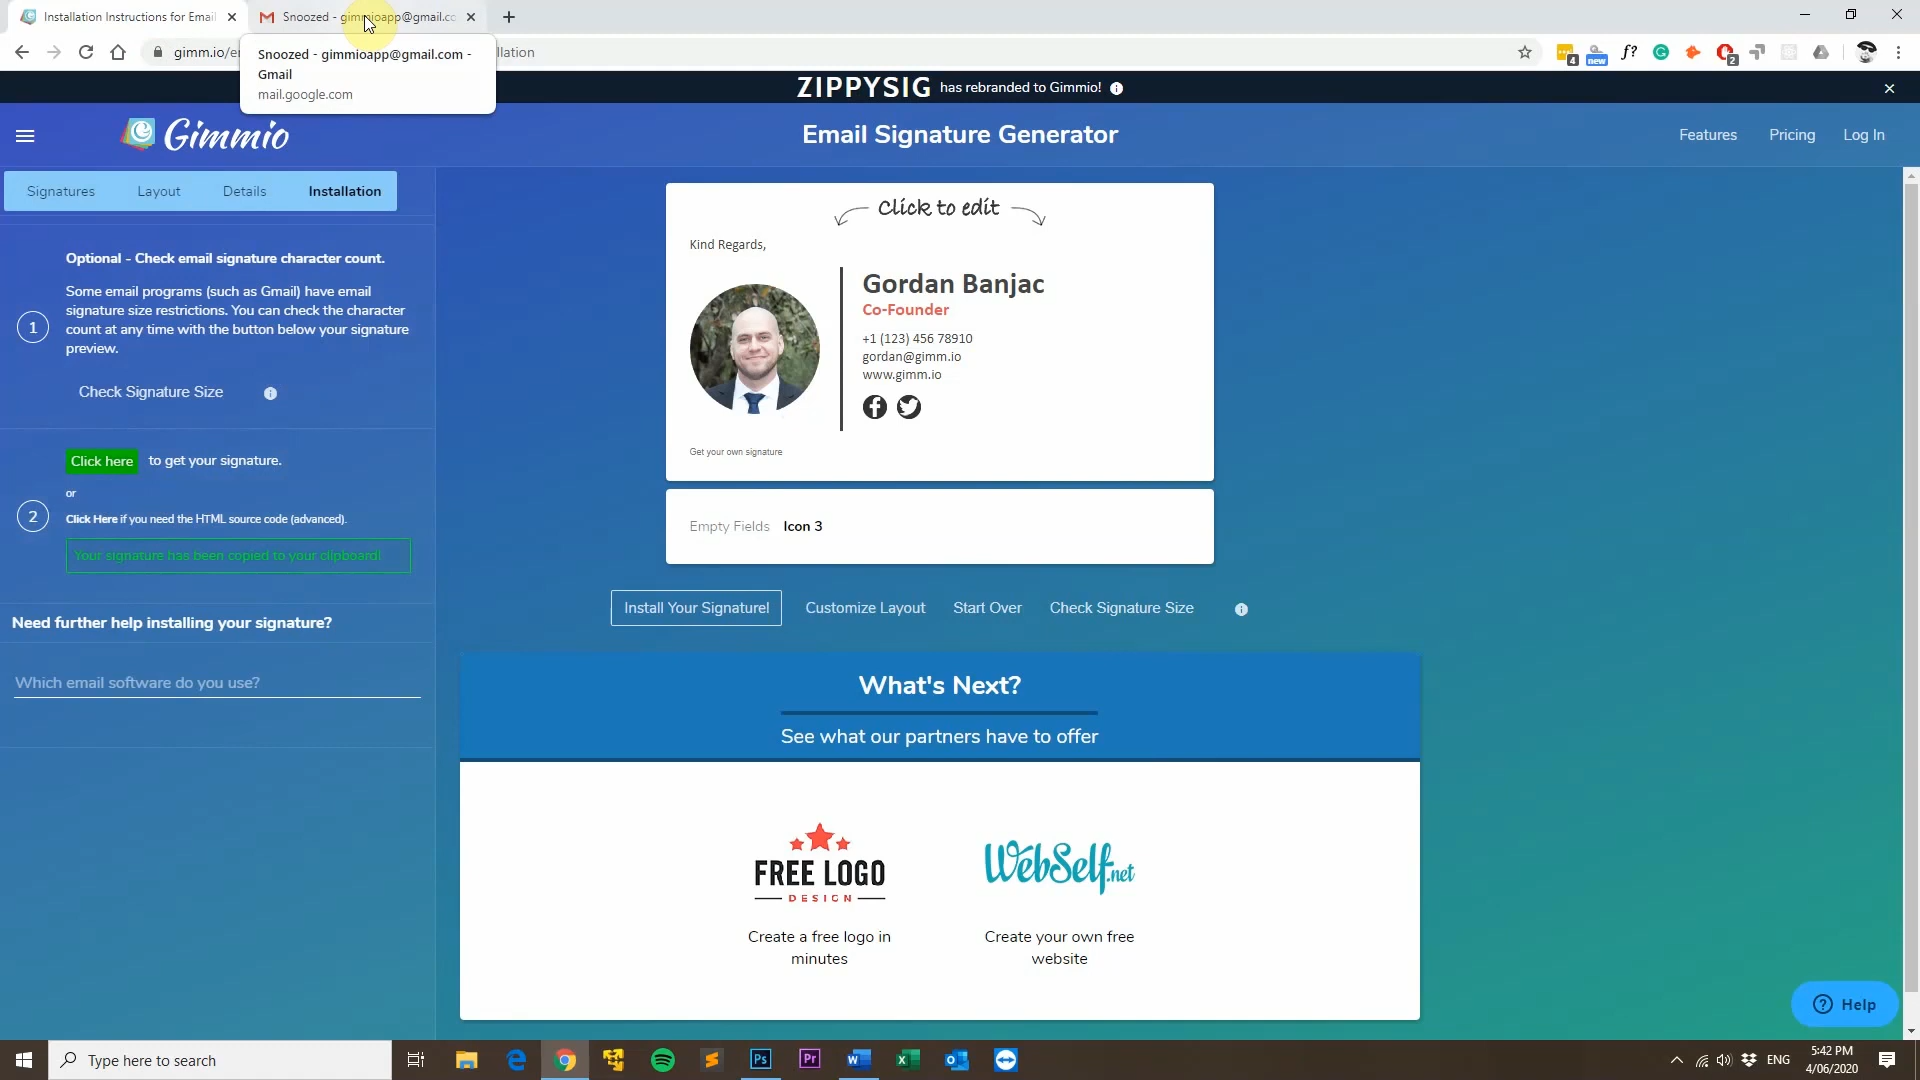 Installation Instructions for Email
Snoozed - gimmioapp@gmail.co
gimm.io/e
llation
4
new
f?
2
Snoozed - gimmioapp@gmail.com -
Gmail
mail.google.com
ZIPPYSIG has rebranded to Gimmio!
Gimmio
Email Signature Generator
Features
Pricing
Log In
Signatures
Layout
Details
Installation
1
Optional - Check email signature character count.
Some email programs (such as Gmail) have email
signature size restrictions. You can check the character
count at any time with the button below your signature
preview.
Check Signature Size
2
Click here to get your signature.
or
Click Here if you need the HTML source code (advanced).
Your signature has been copied to your clipboard!
Need further help installing your signature?
Which email software do you use?
Click to edit
Kind Regards,
Gordan Banjac
Co-Founder
+1 (123) 456 78910
gordan@gimm.io
www.gimm.io
Get your own signature
Empty Fields Icon 3
Install Your Signature!
Customize Layout
Start Over
Check Signature Size
What's Next?
See what our partners have to offer
FREE LOGO
DESIGN
Create a free logo in
minutes
WebSelf.net
Create your own free
website
Help
Type here to search
Ps
Pr
ENG
5:42 PM
4/06/2020